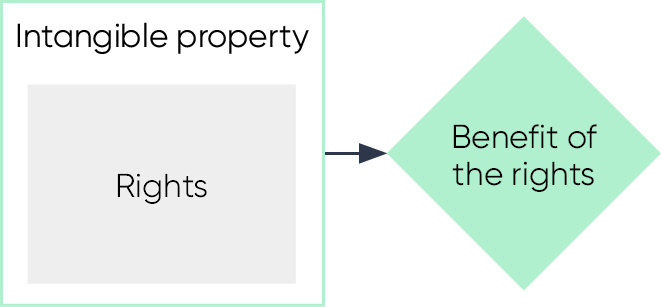 Intangible property
Rights
Benefit of
the rights